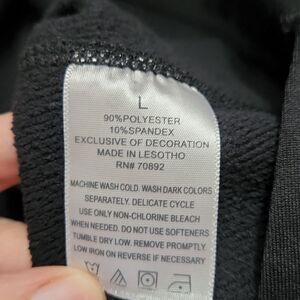 L
90%POLYESTER
10%SPANDEX
EXCLUSIVE OF DECORATION
MADE IN LESOTHO
RN# 70892
MACHINE WASH COLD. WASH DARK COLORS
SEPARATELY. DELICATE CYCLE
USE ONLY NON-CHLORINE BLEACH
WHEN NEEDED. DO NOT USE SOFTENERS
TUMBLE DRY LOW. REMOVE PROMPTLY.
LOW IRON ON REVERSE IF NECESSARY